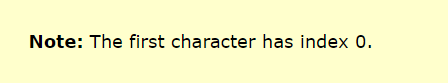 Note: The first character has index 0.